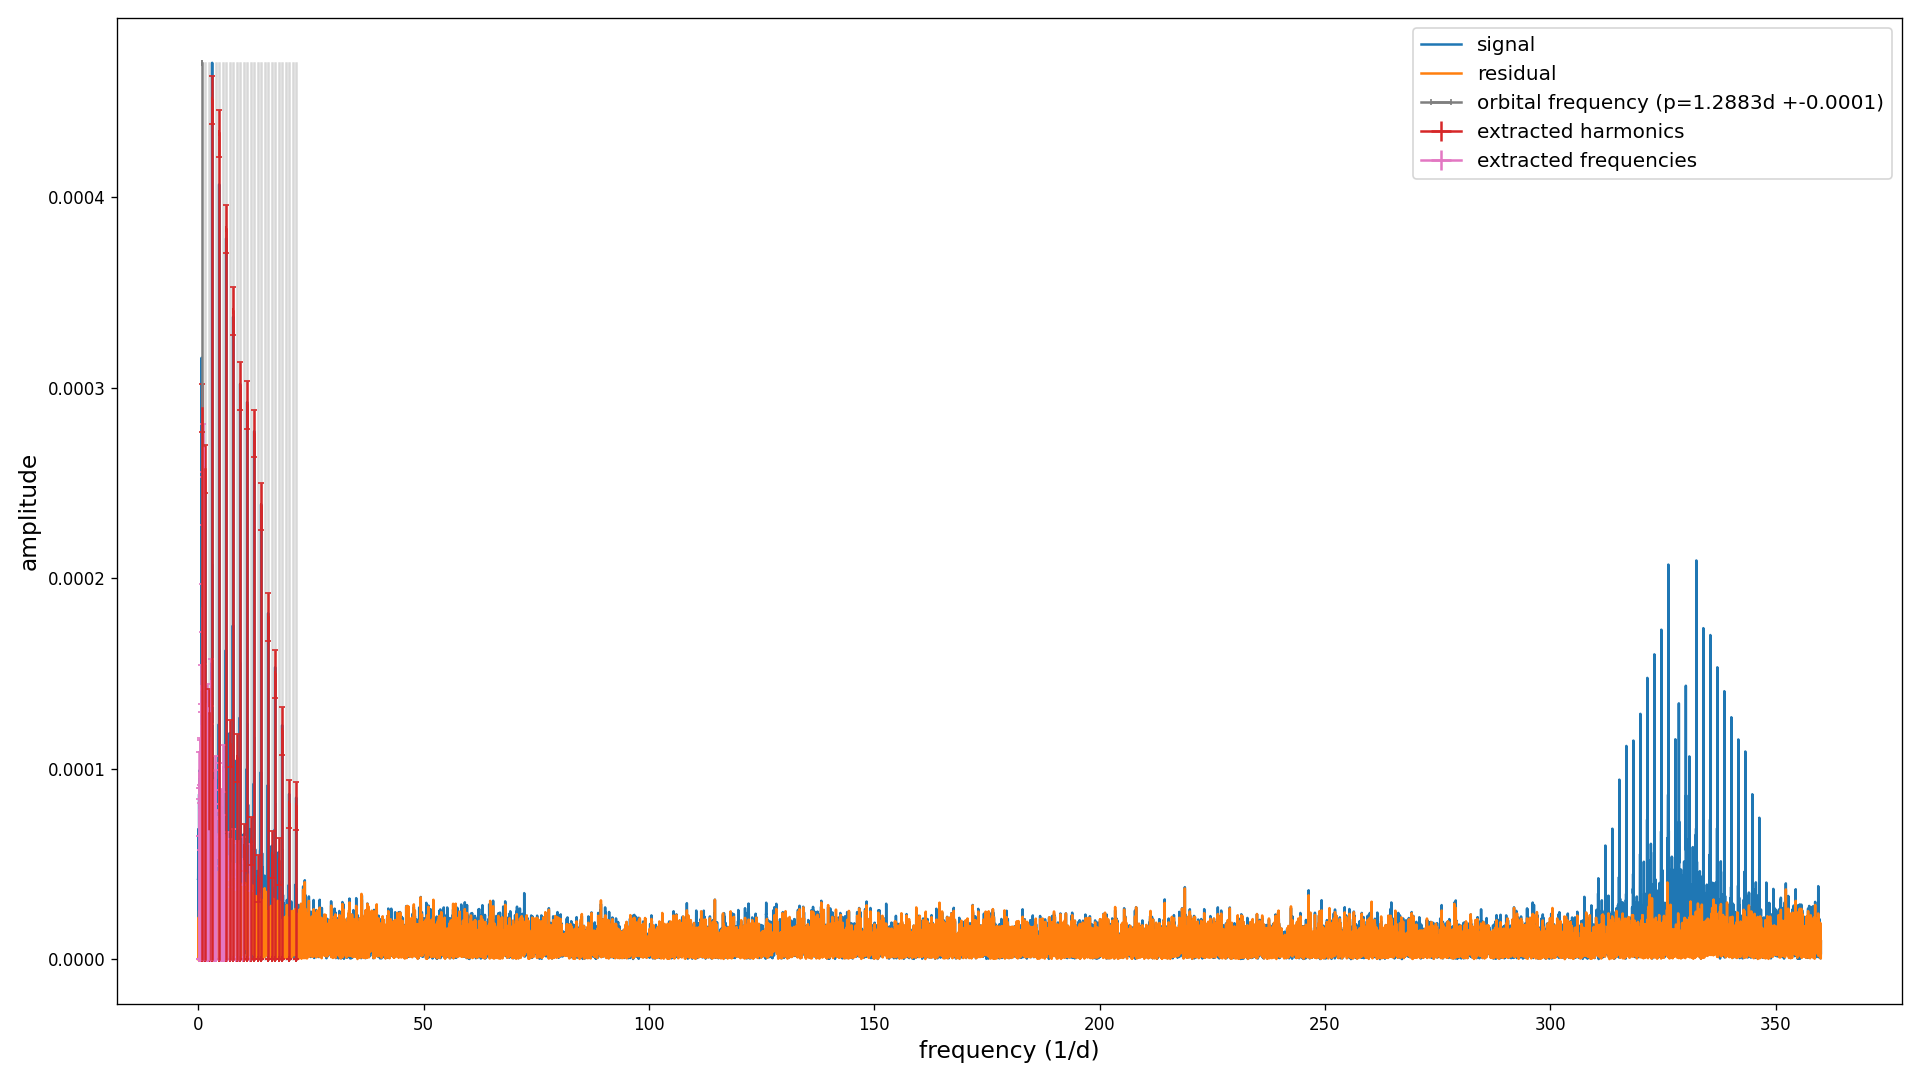 signal
residual
orbital frequency (p=1.2883d +-0.0001)
extracted harmonics
extracted frequencies
amplitude
0.0004
0.0003
0.0002
0.0001
0.0000
0 50 100 150 200 250 300 350
frequency (1/d)